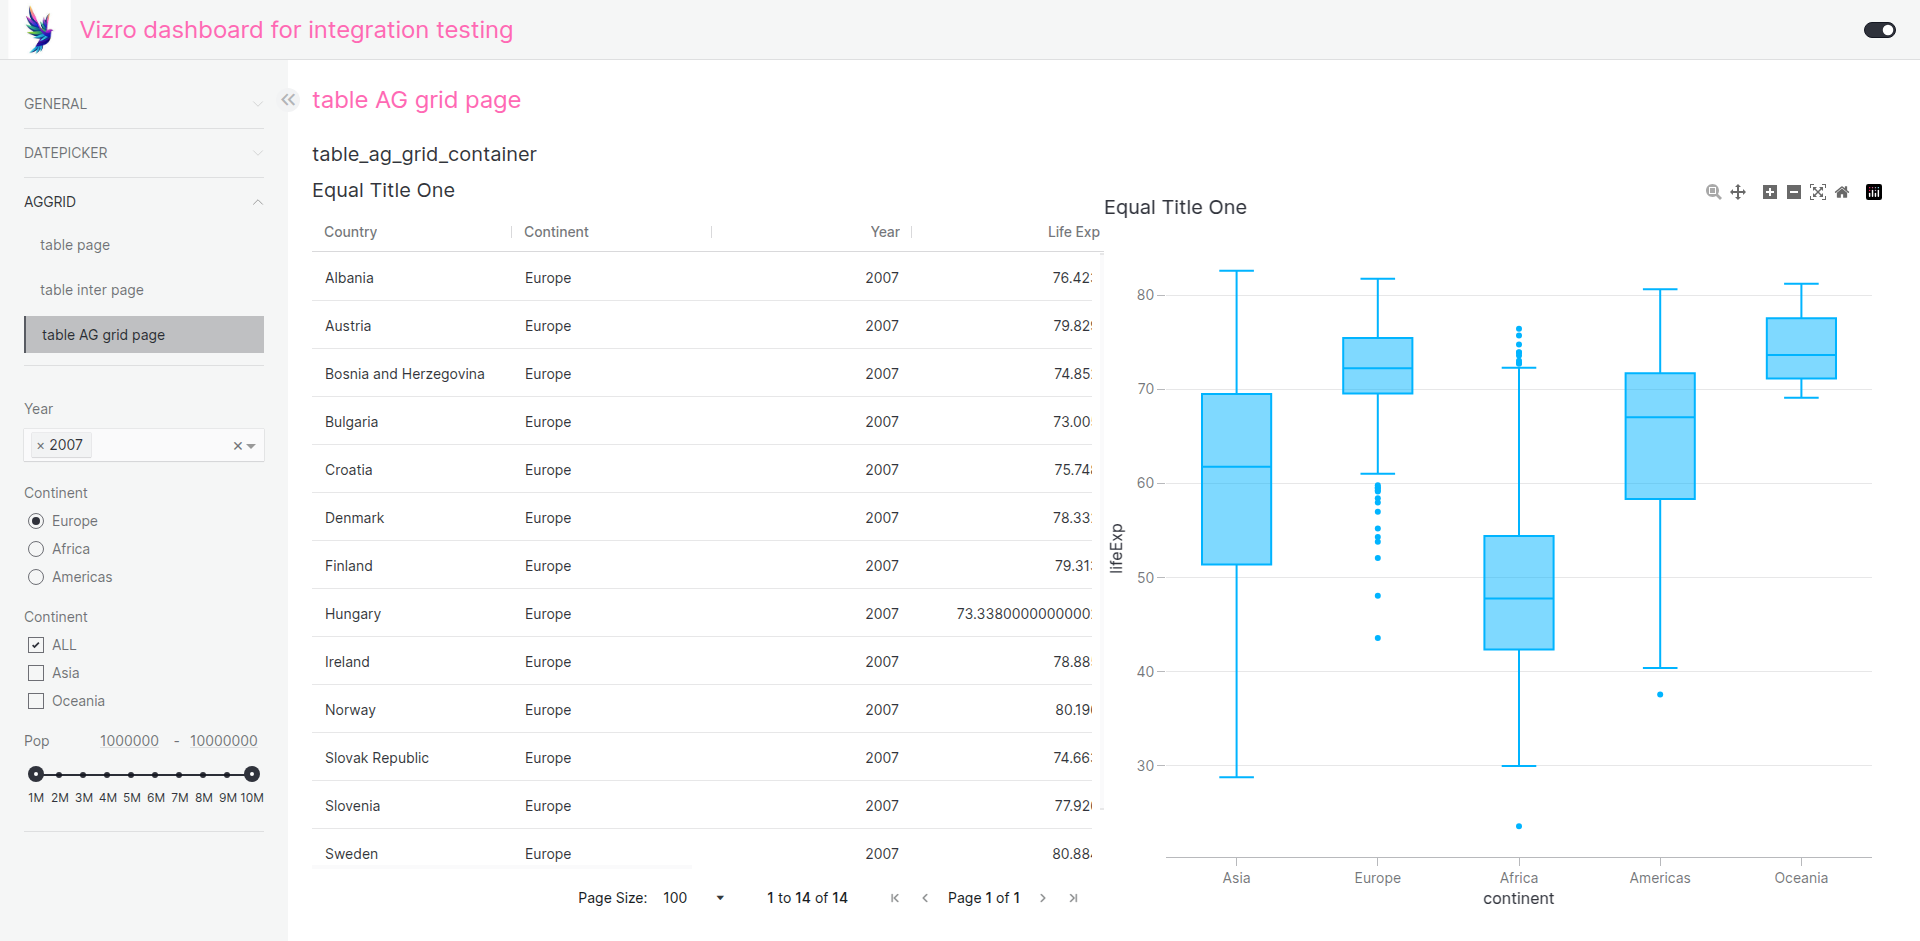 Vizro dashboard for integration testing
GENERAL
DATEPICKER
AGGRID
table page
table inter page
table AG grid page
Year
× 2007
Continent
Europe
Africa
Americas
Continent
ALL
Asia
Oceania
Pop 1000000 - 10000000
1M 2M 3M 4M 5M 6M 7M 8M 9M 10M
table AG grid page
table_ag_grid_container
Equal Title One
Country Continent Year Life Exp
Albania Europe 2007 76.42
Austria Europe 2007 79.82
Bosnia and Herzegovina Europe 2007 74.85
Bulgaria Europe 2007 73.00
Croatia Europe 2007 75.74
Denmark Europe 2007 78.33
Finland Europe 2007 79.31
Hungary Europe 2007 73.3380000000000
Ireland Europe 2007 78.88
Norway Europe 2007 80.19
Slovak Republic Europe 2007 74.66
Slovenia Europe 2007 77.92
Sweden Europe 2007 80.88
Page Size: 100 1 to 14 of 14 Page 1 of 1
Equal Title One
lifeExp
80
70
60
50
40
30
Asia Europe Africa Americas Oceania
continent